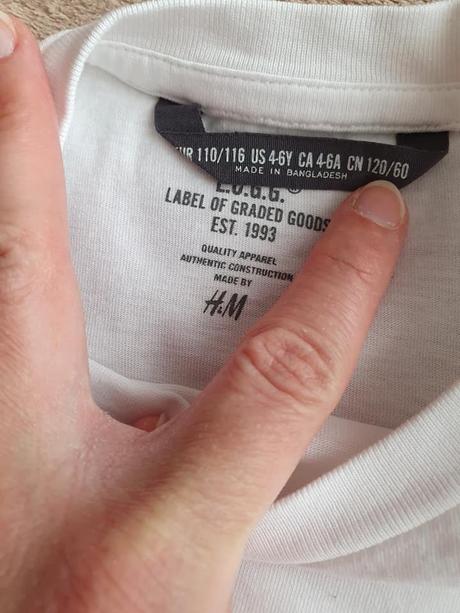 EUR 110/116 US 4-6Y CA 4-6A CN 120/60
MADE IN BANGLADESH
L.O.G.G.®
LABEL OF GRADED GOODS
EST. 1993
QUALITY APPAREL
AUTHENTIC CONSTRUCTION
MADE BY
H&M